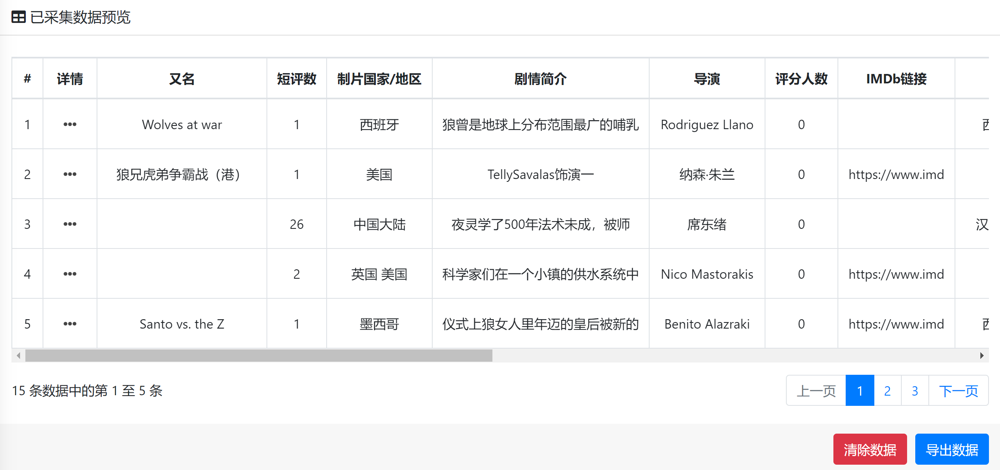 已采集数据预览
# 详情 又名 短评数 制片国家/地区 剧情简介 导演 评分人数 IMDb链接
1 ••• Wolves at war 1 西班牙 狼曾是地球上分布范围最广的哺乳 Rodriguez Llano 0
2 ••• 狼兄虎弟争霸战（港） 1 美国 TellySavalas饰演一 纳森·朱兰 0 https://www.imd
3 ••• 26 中国大陆 夜灵学了500年法术未成，被师 席东绪 0 汉
4 ••• 2 英国 美国 科学家们在一个小镇的供水系统中 Nico Mastorakis 0 https://www.imd
5 ••• Santo vs. the Z 1 墨西哥 仪式上狼女人里年迈的皇后被新的 Benito Alazraki 0 https://www.imd
15 条数据中的第 1 至 5 条 上一页 1 2 3 下一页
清除数据 导出数据